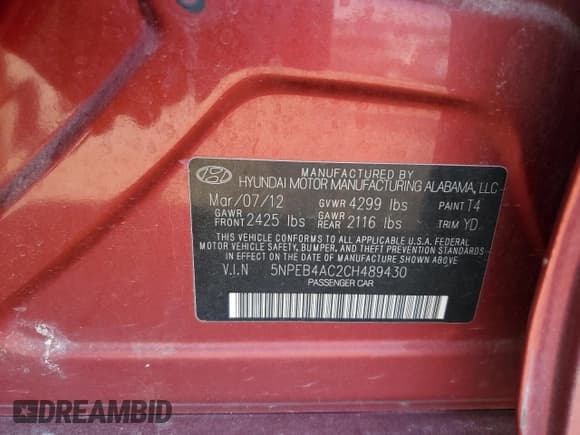 MANUFACTURED BY
HYUNDAI MOTOR MANUFACTURING ALABAMA, LLC
Mar/07/12 GVWR 4299 lbs PAINT T4
GAWR FRONT 2425 lbs GAWR REAR 2116 lbs TRIM YD
THIS VEHICLE CONFORMS TO ALL APPLICABLE U.S.A. FEDERAL
MOTOR VEHICLE SAFETY, BUMPER, AND THEFT PREVENTION STANDARDS
IN EFFECT ON THE DATE OF MANUFACTURE SHOWN ABOVE.
V.I.N 5NPEB4AC2CH489430
PASSENGER CAR
DREAMBID